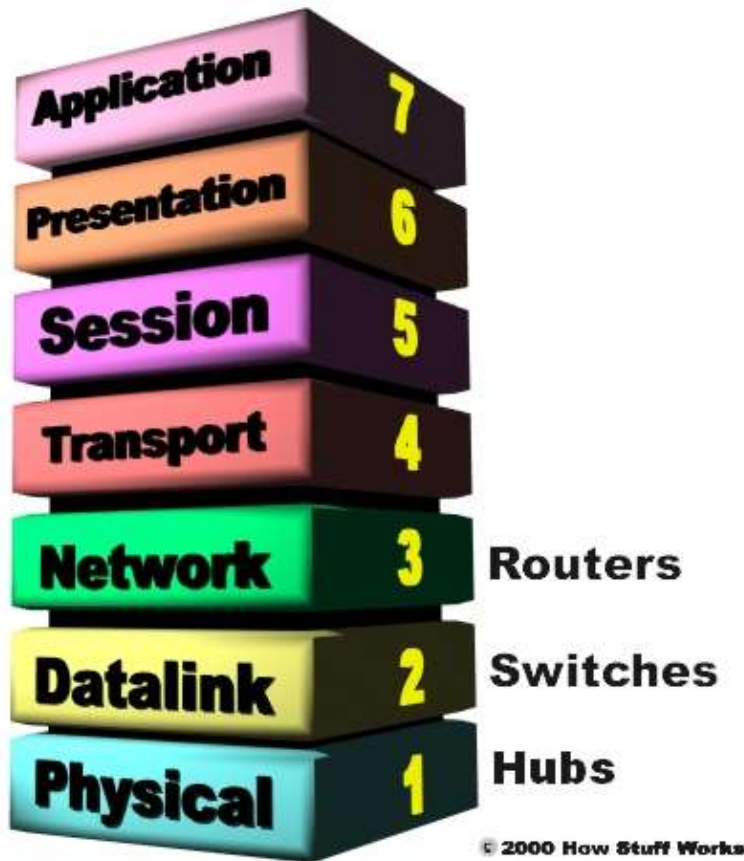 Application 7
Presentation 6
Session 5
Transport 4
Network 3 Routers
Datalink 2 Switches
Physical 1 Hubs
© 2000 How Stuff Works